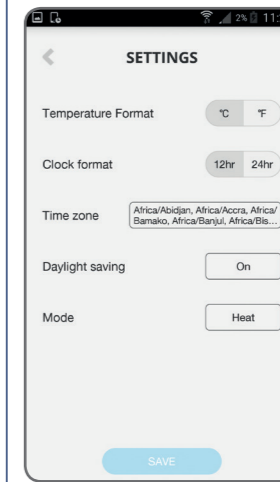 2% 11:
SETTINGS
Temperature Format °C °F
Clock format 12hr 24hr
Time zone Africa/Abidjan, Africa/Accra, Africa/
Bamako, Africa/Banjul, Africa/Bis...
Daylight saving On
Mode Heat
SAVE